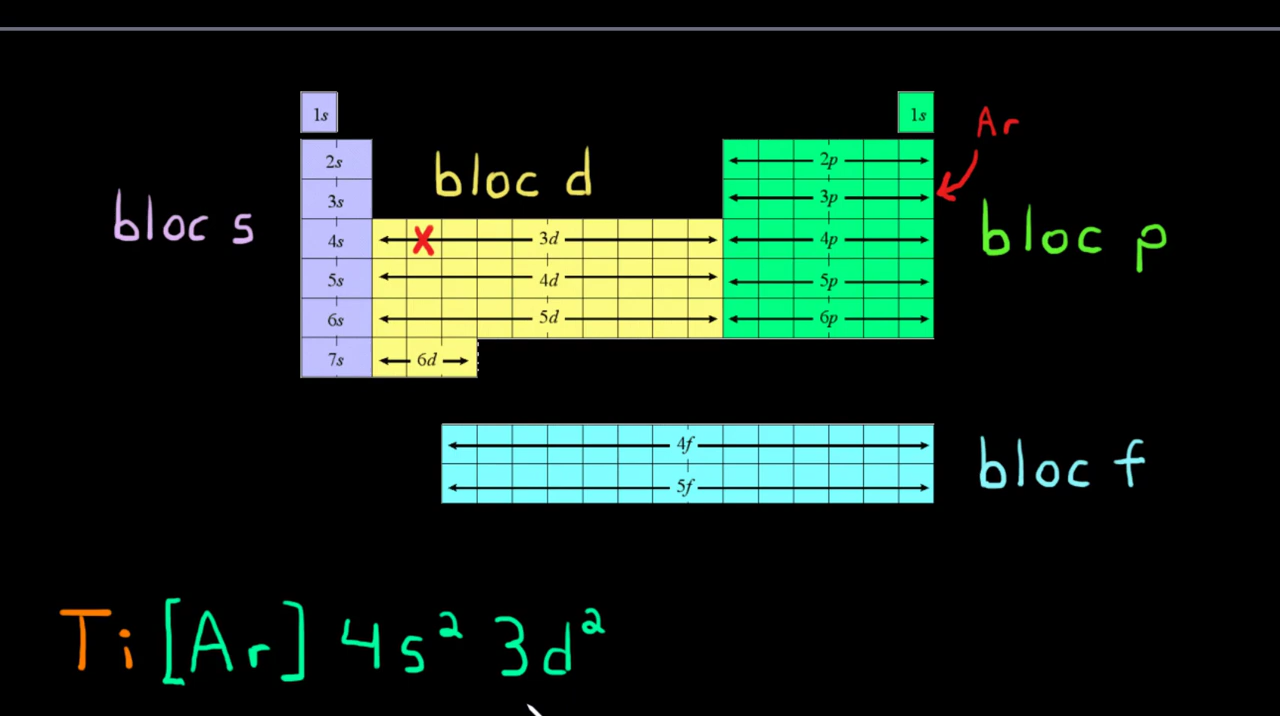 1s 1s
Ar
2s bloc d 2p
3s 3p
bloc s 4s X 3d 4p bloc p
5s 4d 5p
6s 5d 6p
7s 6d
4f
5f bloc f
Ti [Ar] 4s² 3d²